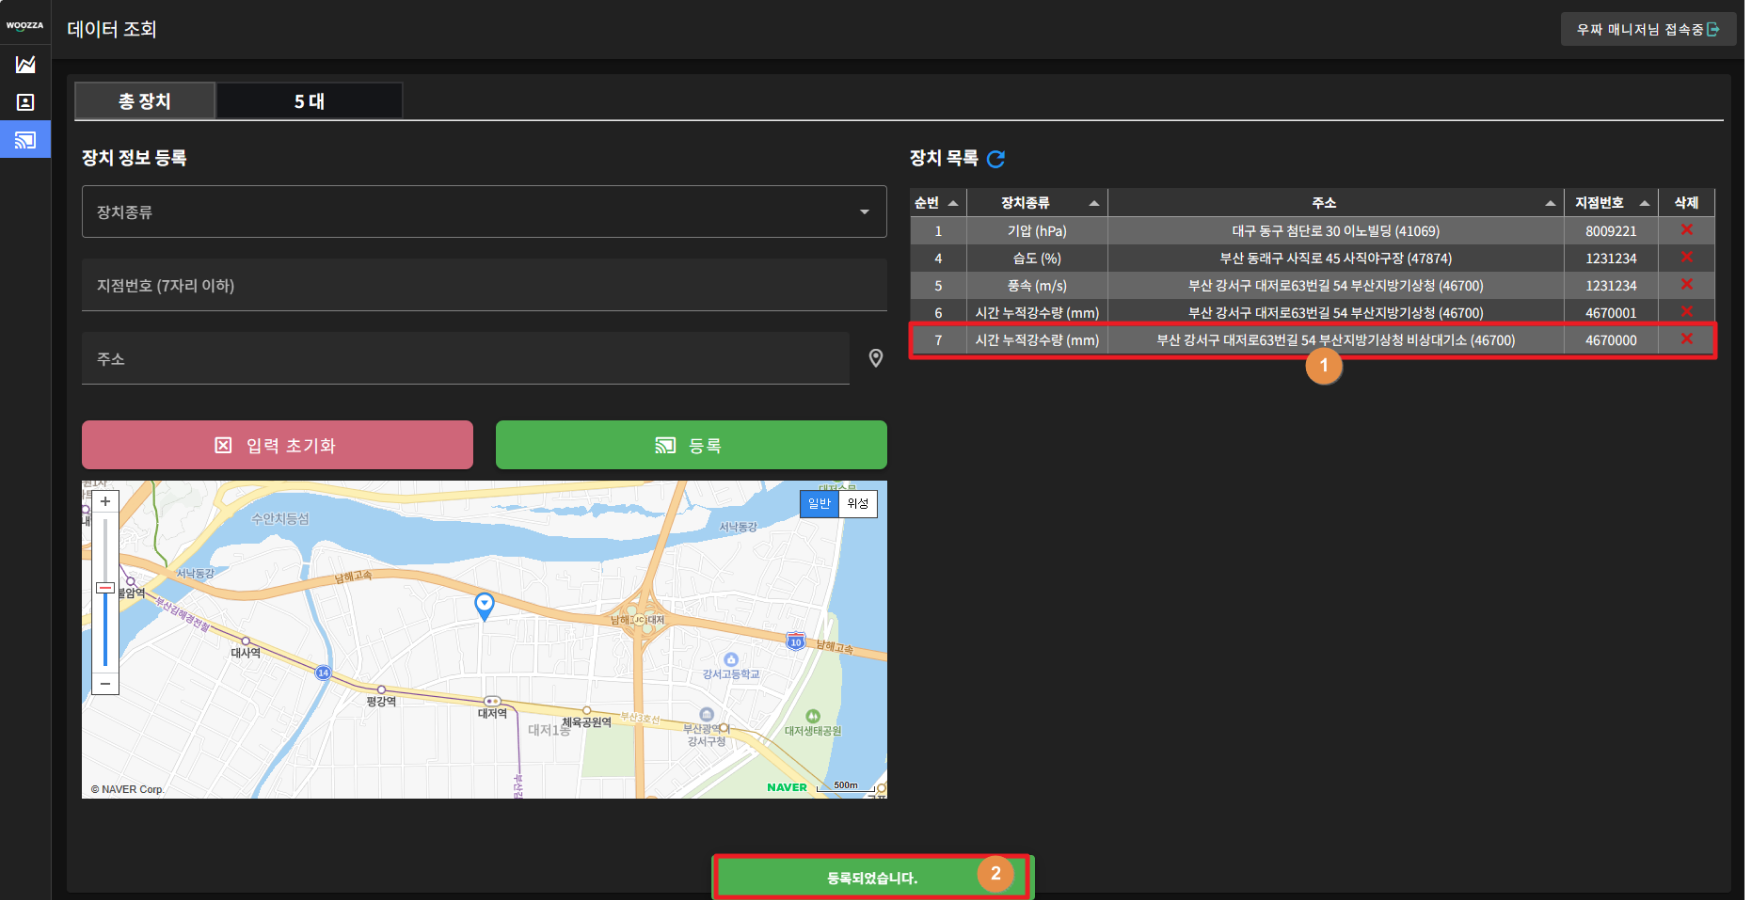 WOOZZA
데이터 조회
우짜 매니저님 접속중
총 장치
5 대
장치 정보 등록
장치종류
지점번호 (7자리 이하)
주소
입력 초기화
등록
장치 목록
순번 장치종류 주소 지점번호 삭제
1 기압 (hPa) 대구 동구 첨단로 30 이노빌딩 (41069) 8009221
4 습도 (%) 부산 동래구 사직로 45 사직야구장 (47874) 1231234
5 풍속 (m/s) 부산 강서구 대저로63번길 54 부산지방기상청 (46700) 1231234
6 시간 누적강수량 (mm) 부산 강서구 대저로63번길 54 부산지방기상청 (46700) 4670001
7 시간 누적강수량 (mm) 부산 강서구 대저로63번길 54 부산지방기상청 비상대기소 (46700) 4670000
1
일반 위성
수안치등섬
서낙동강
서낙동강
남해고속
불암역
부산김해경전철
대사역
14
평강역
대저역
대저1동
체육공원역
부산3호선
JC 대저
10
남해고속
강서고등학교
강서구청
대저생태공원
© NAVER Corp.
NAVER
500m
등록되었습니다.
2